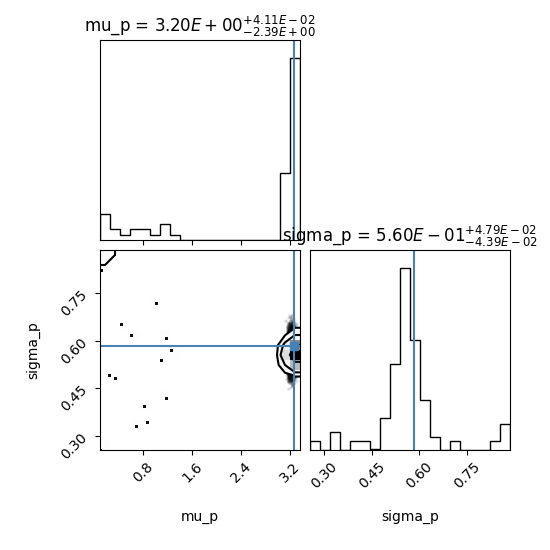 mu_p = 3.20E + 00+4.11E − 02 −2.39E + 00
sigma_p = 5.60E − 01+4.79E − 02 −4.39E − 02
0.75
0.60
0.45
0.30
sigma_p
0.8 1.6 2.4 3.2
mu_p
0.30 0.45 0.60 0.75
sigma_p